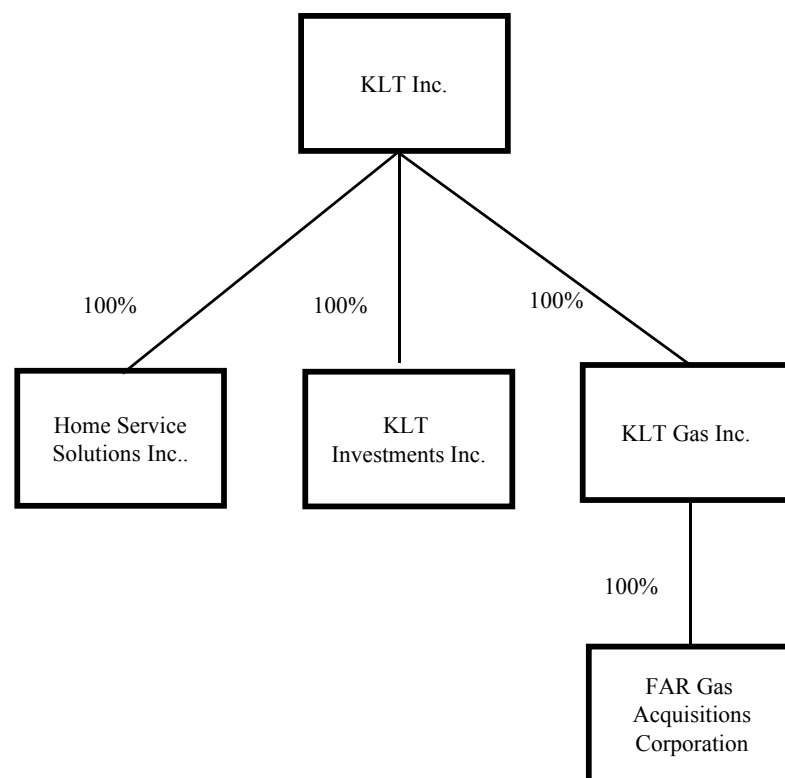 KLT Inc.
100%
100%
100%
Home Service
Solutions Inc..
KLT
Investments Inc.
KLT Gas Inc.
100%
FAR Gas
Acquisitions
Corporation